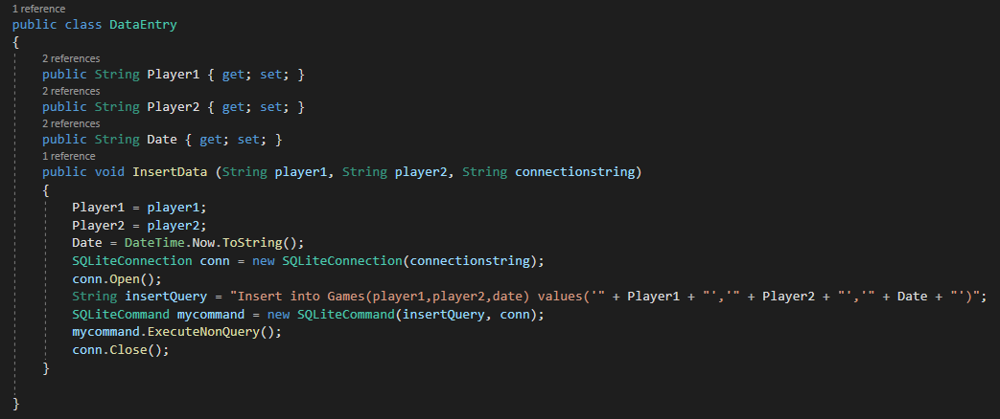 1 reference
public class DataEntry
{
2 references
public String Player1 { get; set; }
2 references
public String Player2 { get; set; }
2 references
public String Date { get; set; }
1 reference
public void InsertData (String player1, String player2, String connectionstring)
{
Player1 = player1;
Player2 = player2;
Date = DateTime.Now.ToString();
SQLiteConnection conn = new SQLiteConnection(connectionstring);
conn.Open();
String insertQuery = "Insert into Games(player1,player2,date) values('" + Player1 + "','" + Player2 + "','" + Date + "')";
SQLiteCommand mycommand = new SQLiteCommand(insertQuery, conn);
mycommand.ExecuteNonQuery();
conn.Close();
}
}